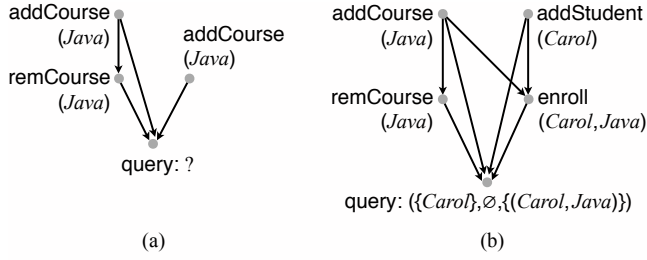 addCourse
(Java)
addCourse
(Java)
remCourse
(Java)
query: ?
(a)
addCourse
(Java)
addStudent
(Carol)
remCourse
(Java)
enroll
(Carol,Java)
query: ({Carol},∅,{(Carol,Java)})
(b)